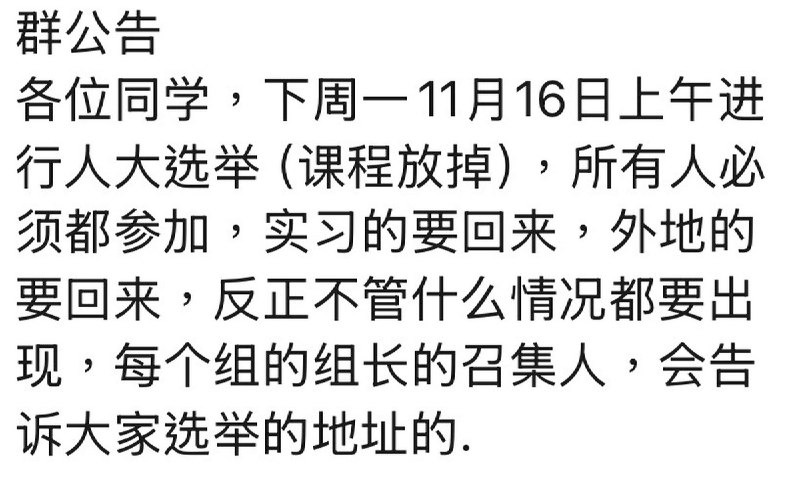 群公告
各位同学，下周一11月16日上午进
行人大选举 (课程放掉)，所有人必
须都参加，实习的要回来，外地的
要回来，反正不管什么情况都要出
现，每个组的组长的召集人，会告
诉大家选举的地址的.